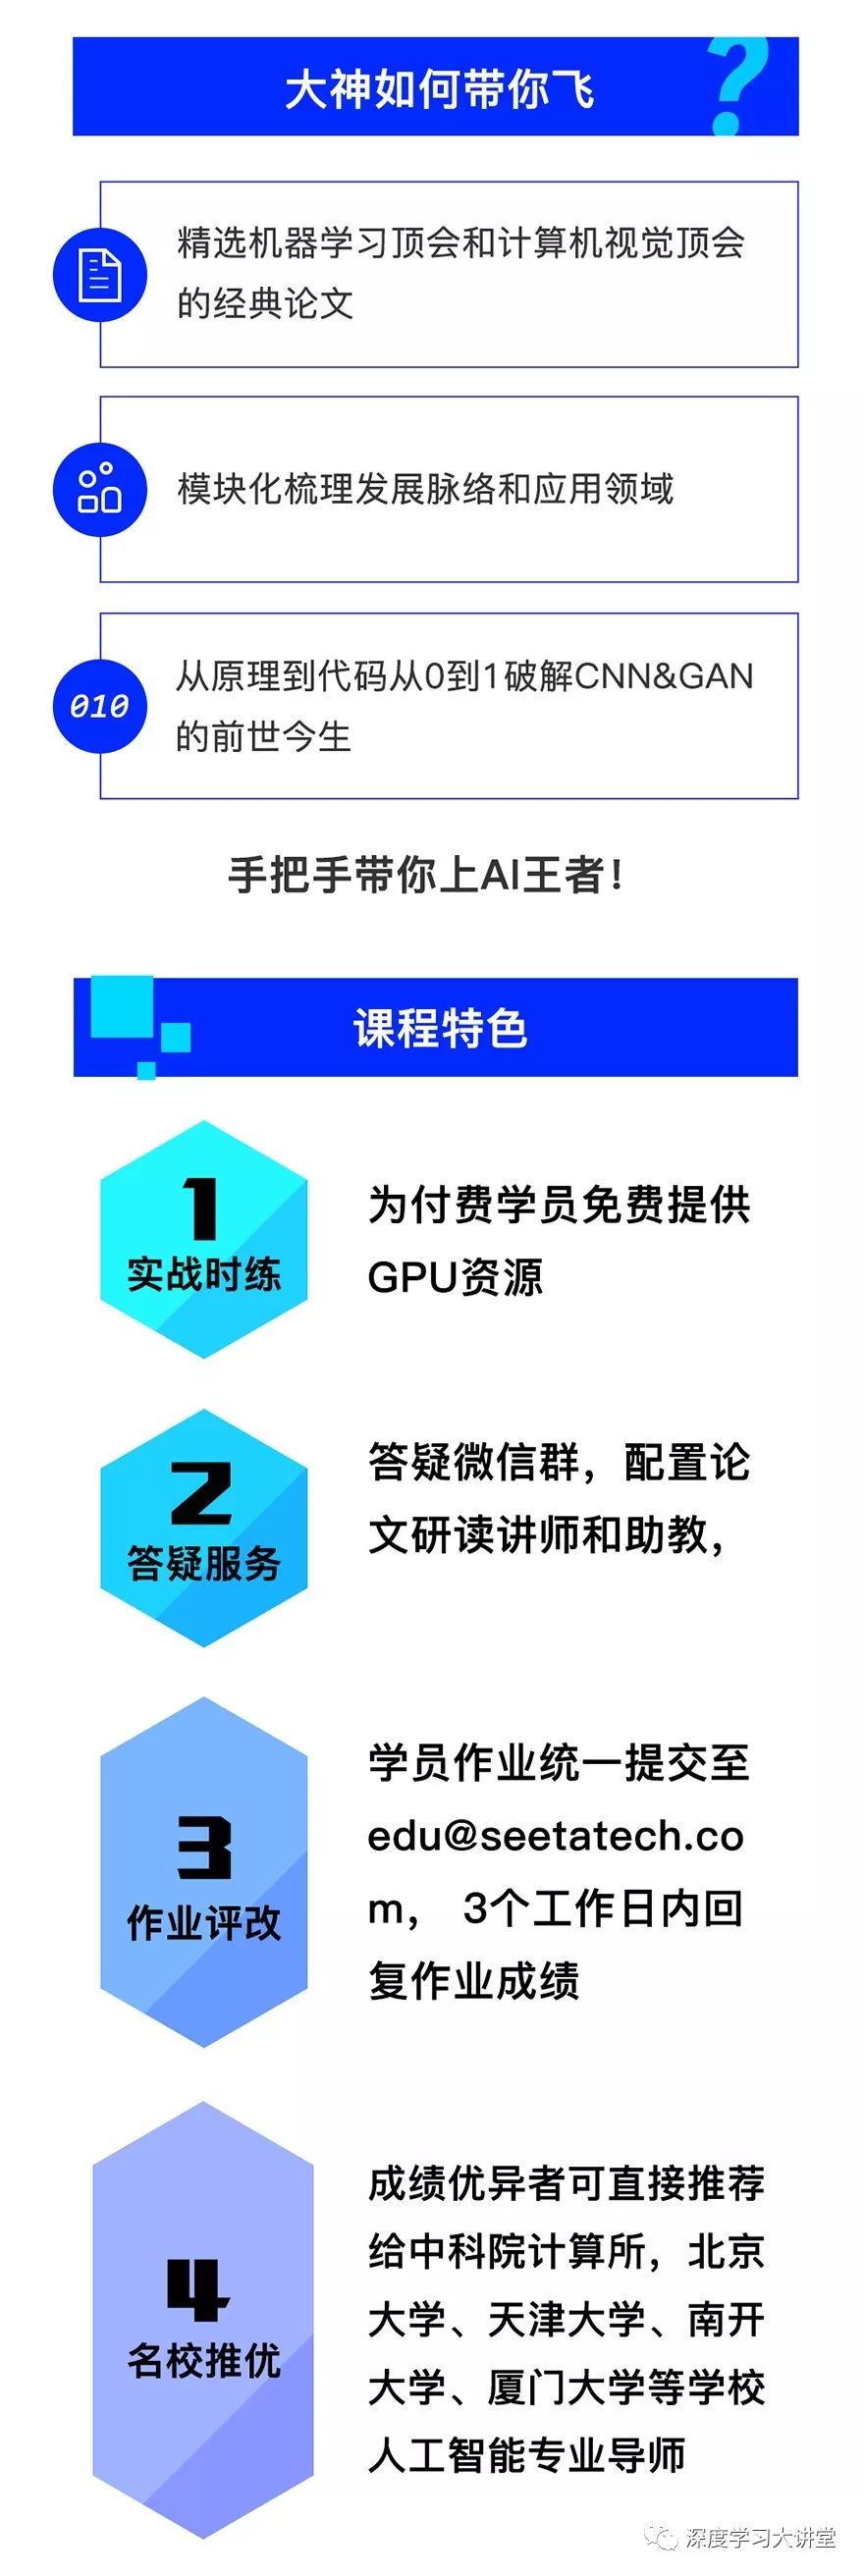 大神如何带你飞
?
精选机器学习顶会和计算机视觉顶会
的经典论文
模块化梳理发展脉络和应用领域
010
从原理到代码从0到1破解CNN&GAN
的前世今生
手把手带你上AI王者！
课程特色
1
实战时练
为付费学员免费提供
GPU资源
2
答疑服务
答疑微信群，配置论
文研读讲师和助教，
3
作业评改
学员作业统一提交至
edu@seetatech.co
m， 3个工作日内回
复作业成绩
4
名校推优
成绩优异者可直接推荐
给中科院计算所，北京
大学、天津大学、南开
大学、厦门大学等学校
人工智能专业导师
深度学习大讲堂